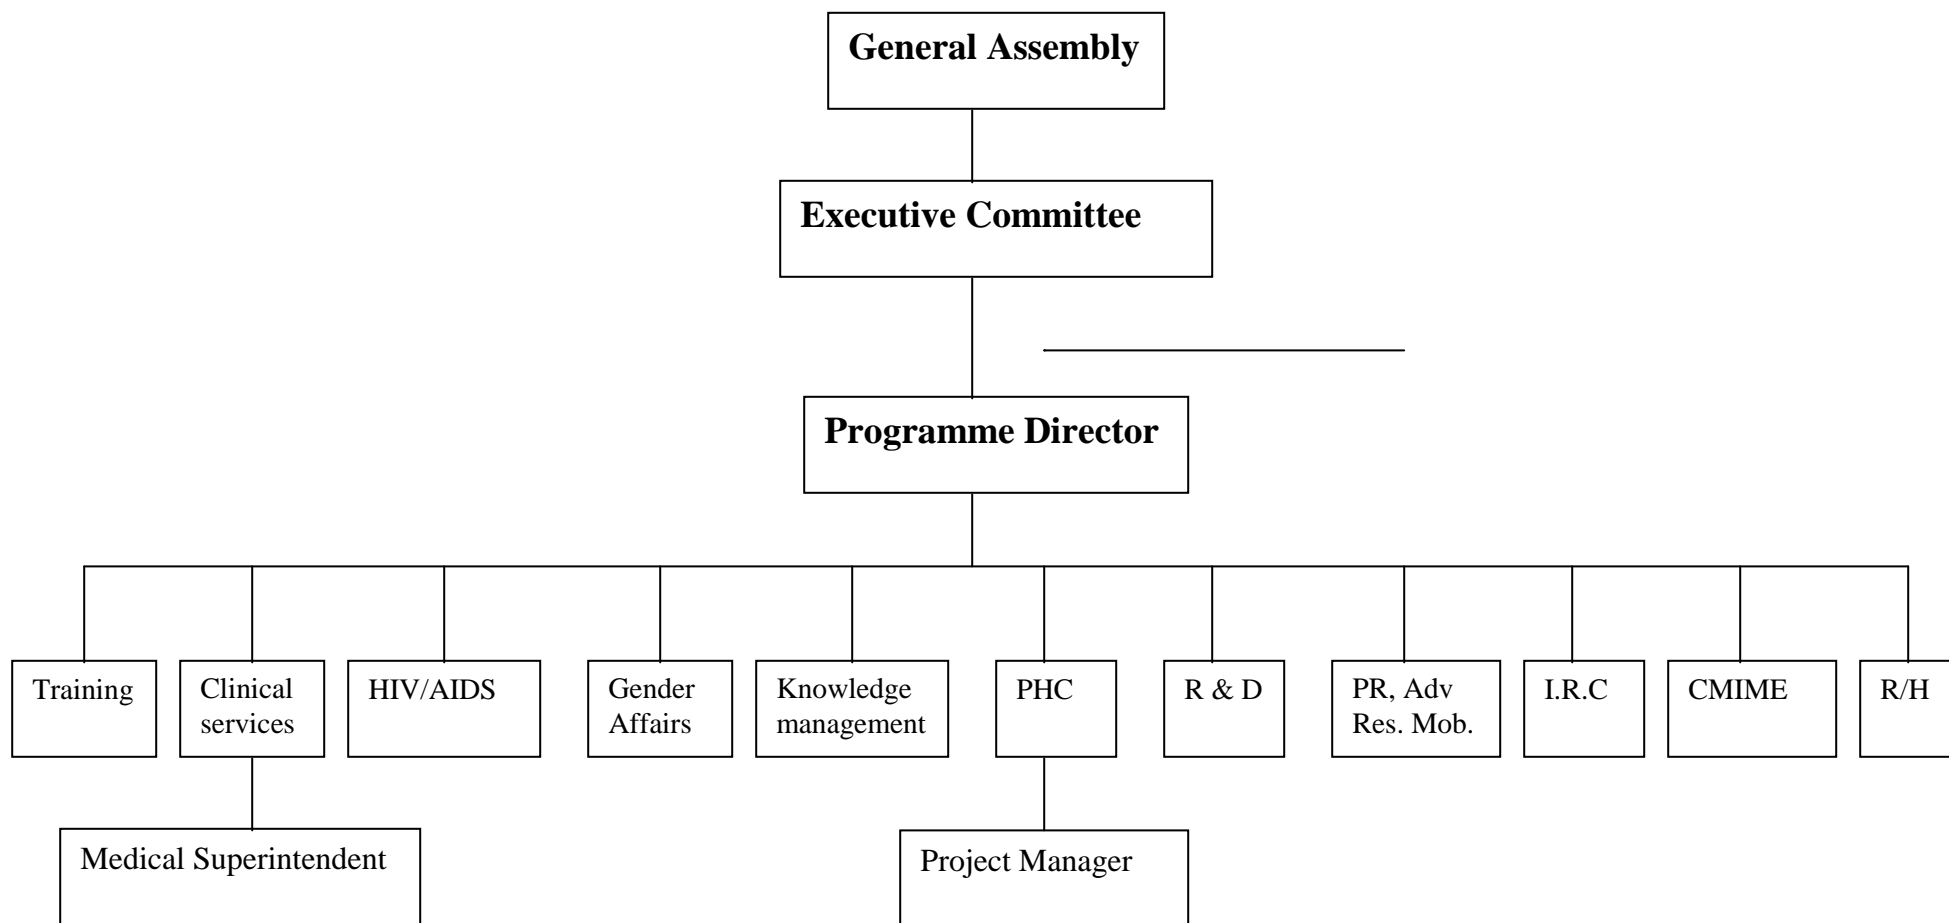 General Assembly
Executive Committee
Programme Director
Training
Clinical
services
HIV/AIDS
Gender
Affairs
Knowledge
management
PHC
R & D
PR, Adv
Res. Mob.
I.R.C
CMIME
R/H
Medical Superintendent
Project Manager